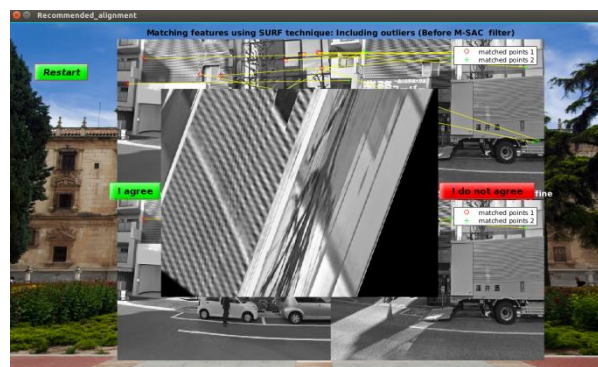 Recommended_alignment
Matching features using SURF technique: Including outliers (Before M-SAC filter)
Restart
matched points 1
matched points 2
I agree
I do not agree
fine
matched points 1
matched points 2